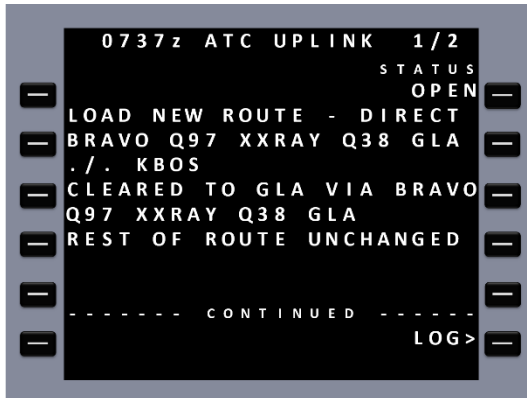 0737z ATC UPLINK 1/2
STATUS
OPEN
LOAD NEW ROUTE - DIRECT
BRAVO Q97 XXRAY Q38 GLA
./. KBOS
CLEARED TO GLA VIA BRAVO
Q97 XXRAY Q38 GLA
REST OF ROUTE UNCHANGED
------- CONTINUED ------
LOG>